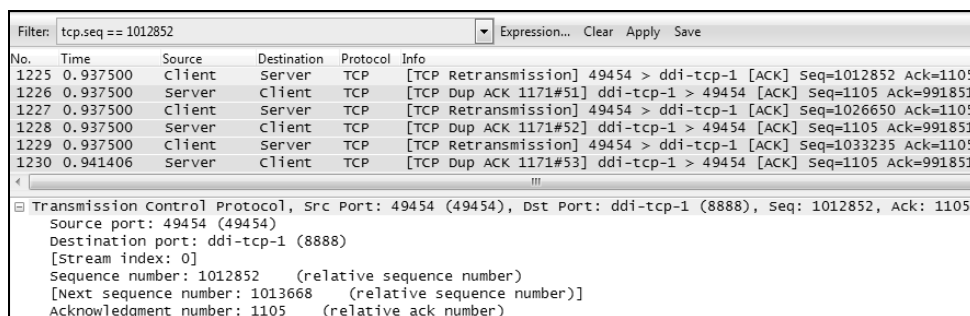 Filter: tcp.seq == 1012852 Expression... Clear Apply Save
No. Time Source Destination Protocol Info
1225 0.937500 Client Server TCP [TCP Retransmission] 49454 > ddi-tcp-1 [ACK] Seq=1012852 Ack=1105
1226 0.937500 Server Client TCP [TCP Dup ACK 1171#51] ddi-tcp-1 > 49454 [ACK] Seq=1105 Ack=991851
1227 0.937500 Client Server TCP [TCP Retransmission] 49454 > ddi-tcp-1 [ACK] Seq=1026650 Ack=1105
1228 0.937500 Server Client TCP [TCP Dup ACK 1171#52] ddi-tcp-1 > 49454 [ACK] Seq=1105 Ack=991851
1229 0.937500 Client Server TCP [TCP Retransmission] 49454 > ddi-tcp-1 [ACK] Seq=1033235 Ack=1105
1230 0.941406 Server Client TCP [TCP Dup ACK 1171#53] ddi-tcp-1 > 49454 [ACK] Seq=1105 Ack=991851
Transmission Control Protocol, Src Port: 49454 (49454), Dst Port: ddi-tcp-1 (8888), Seq: 1012852, Ack: 1105
Source port: 49454 (49454)
Destination port: ddi-tcp-1 (8888)
[Stream index: 0]
Sequence number: 1012852 (relative sequence number)
[Next sequence number: 1013668 (relative sequence number)]
Acknowledgment number: 1105 (relative ack number)